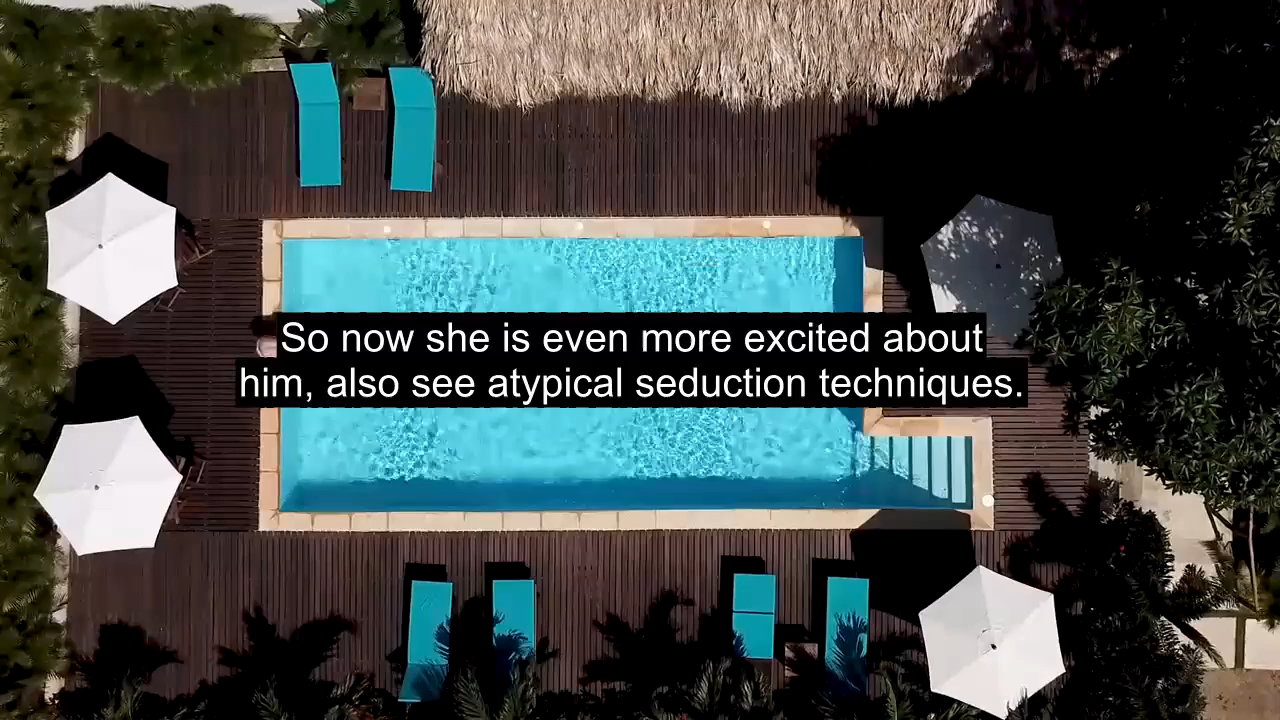 So now she is even more excited about
him, also see atypical seduction techniques.